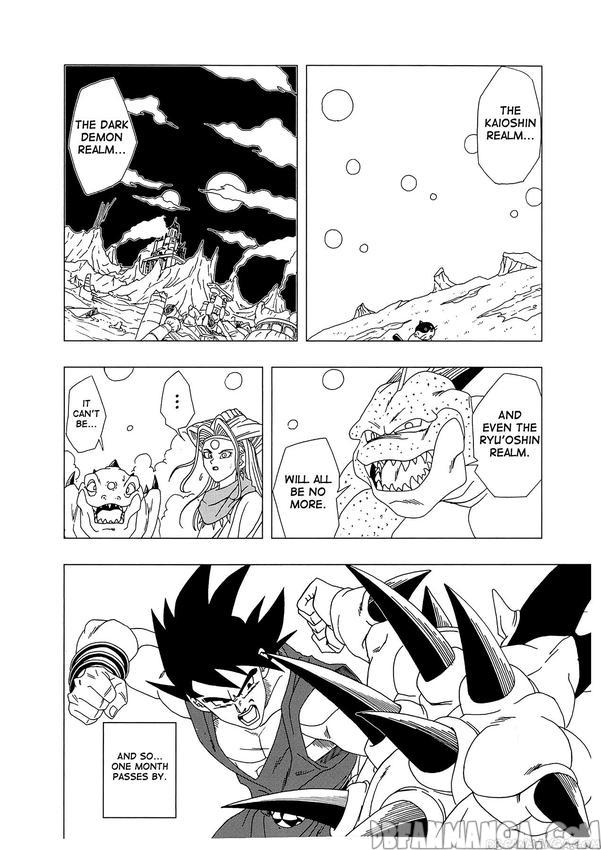 THE
KAIOSHIN
REALM...
THE DARK
DEMON
REALM...
AND
EVEN THE
RYU'OSHIN
REALM.
WILL ALL
BE NO
MORE.
...
IT
CAN'T
BE...
AND SO...
ONE MONTH
PASSES BY.
DBFANMANGA.COM